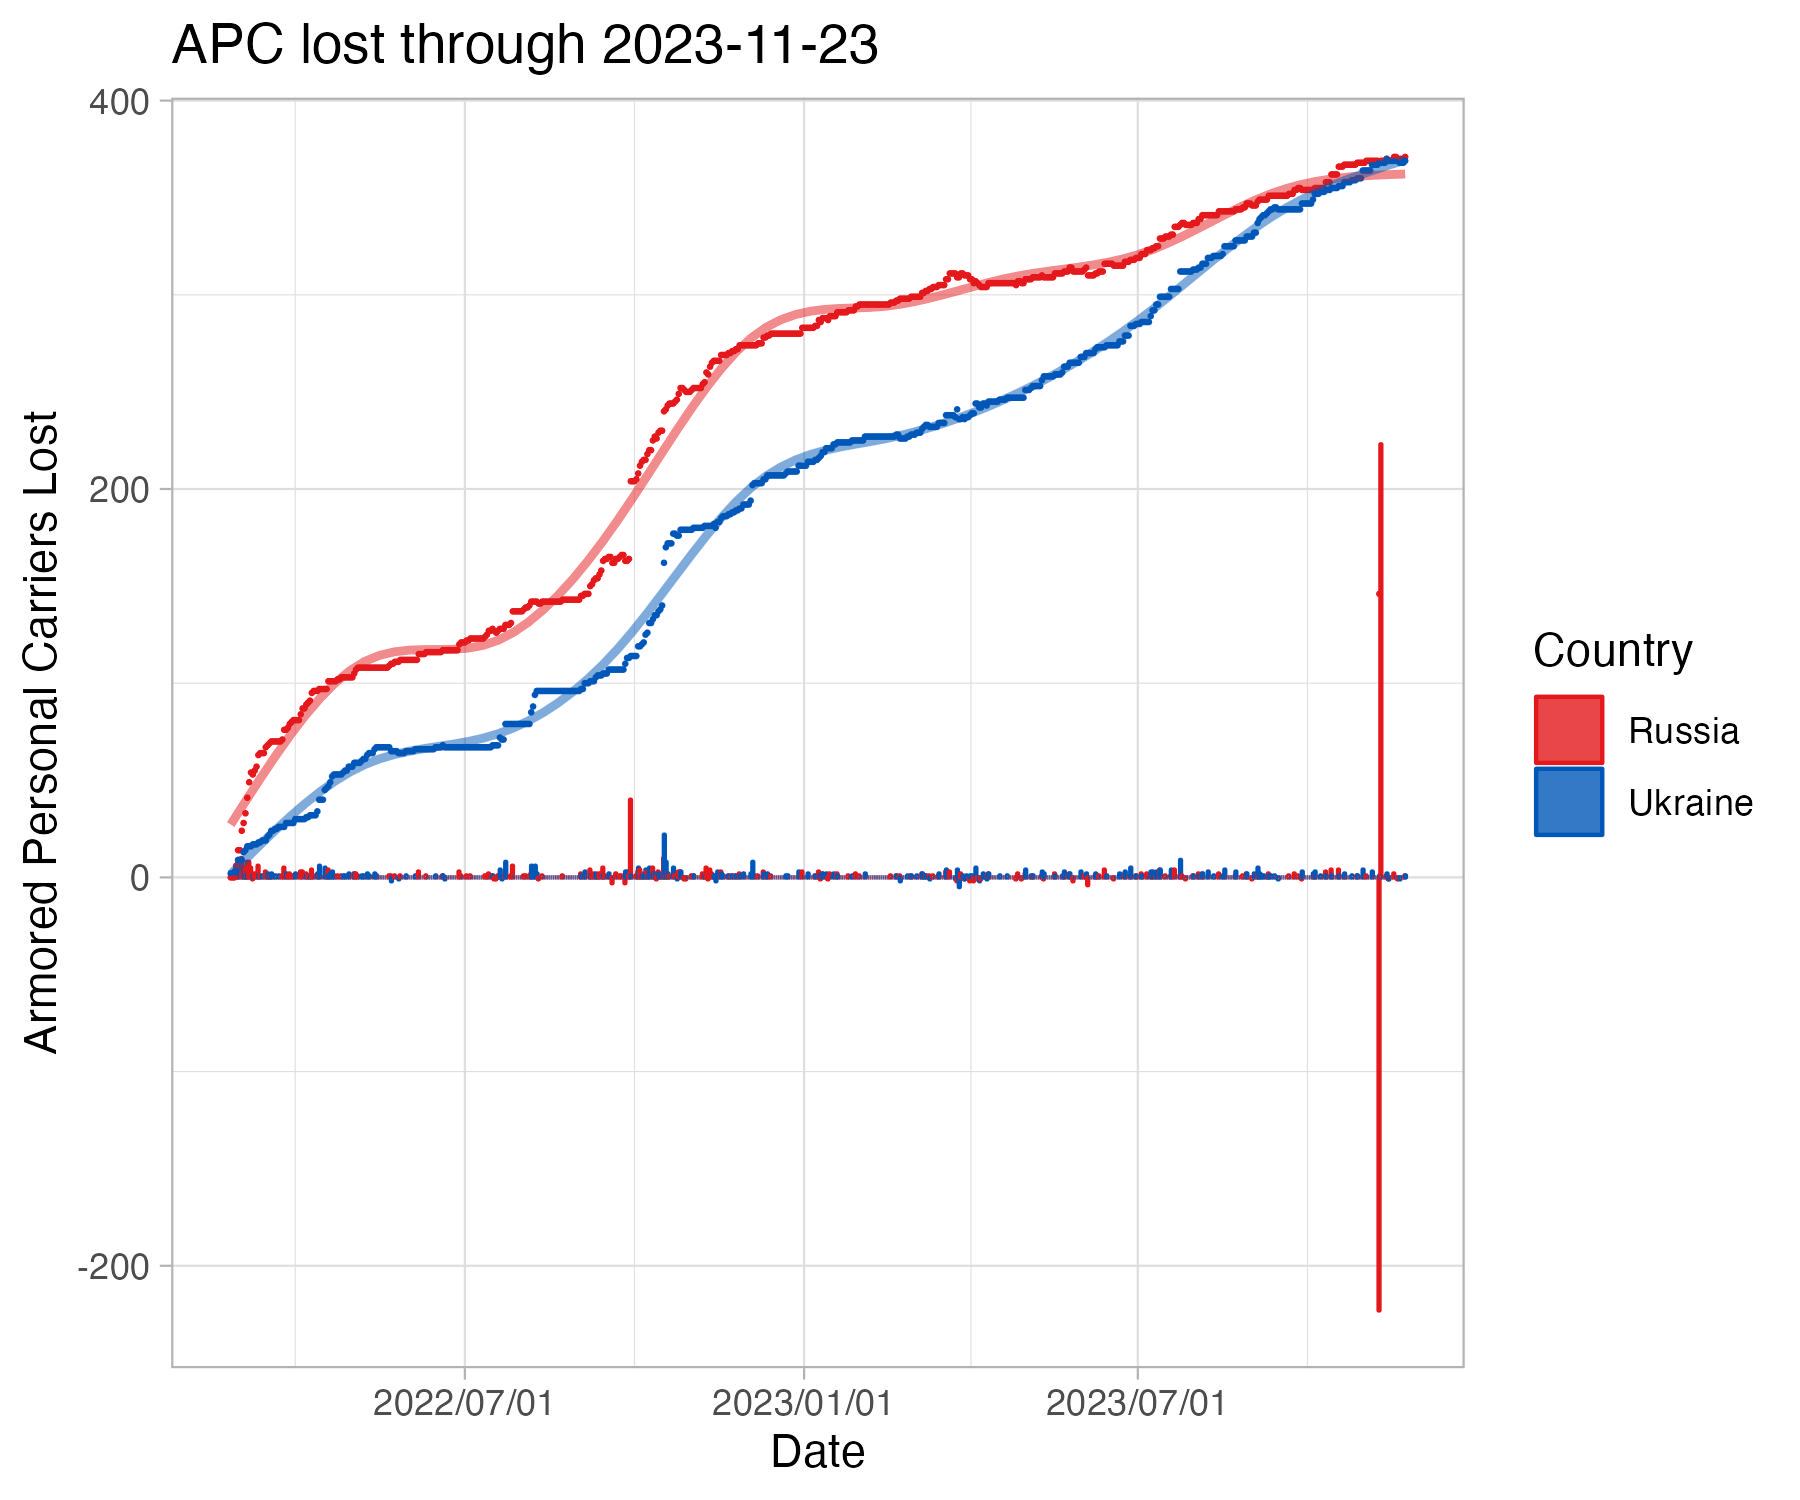 APC lost through 2023-11-23
Armored Personal Carriers Lost
400
200
0
-200
2022/07/01
2023/01/01
2023/07/01
Date
Country
Russia
Ukraine